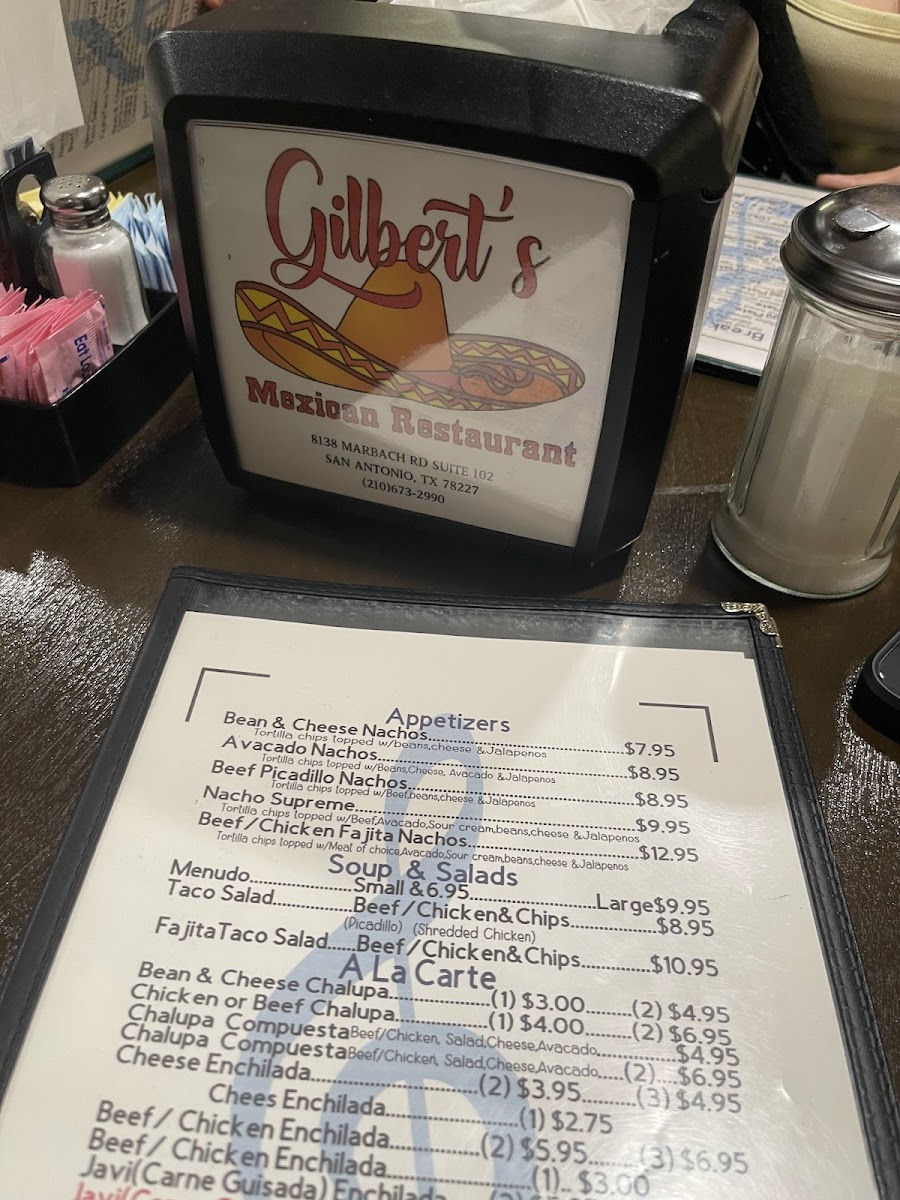 Gilbert's
Mexican Restaurant
8138 MARBACH RD SUITE 102
SAN ANTONIO, TX 78227
(210)673-2990
Eat
Break
Appetizers
Bean & Cheese Nachos........$7.95
Tortilla chips topped w/beans,cheese &Jalapenos
Avacado Nachos........$8.95
Tortilla chips topped w/Beans,Cheese, Avacado &Jalapenos
Beef Picadillo Nachos........$8.95
Tortilla chips topped w/Beef,beans,cheese &Jalapenos
Nacho Supreme........$9.95
Tortilla chips topped w/Beef,Avacado,Sour cream,beans,cheese &Jalapenos
Beef/Chicken Fajita Nachos........$12.95
Tortilla chips topped w/Meat of choice,Avacado,Sour cream,beans,cheese &Jalapenos
Soup & Salads
Menudo........Small &6.95........Large$9.95
Taco Salad........Beef/Chicken&Chips........$8.95
(Picadillo) (Shredded Chicken)
FajitaTaco Salad......Beef/Chicken&Chips........$10.95
A La Carte
Bean & Cheese Chalupa........(1) $3.00........(2) $4.95
Chicken or Beef Chalupa........(1) $4.00........(2) $6.95
Chalupa CompuestaBeef/Chicken, Salad,Cheese,Avacado........$4.95
Chalupa CompuestaBeef/Chicken, Salad,Cheese,Avacado....(2)....$6.95
Cheese Enchilada........(2) $3.95........(3) $4.95
Chees Enchilada........(1) $2.75
Beef/ Chicken Enchilada........(2) $5.95........(3) $6.95
Beef/ Chicken Enchilada........(1).. $3.00
Javi(Carne Guisada) Enchilada